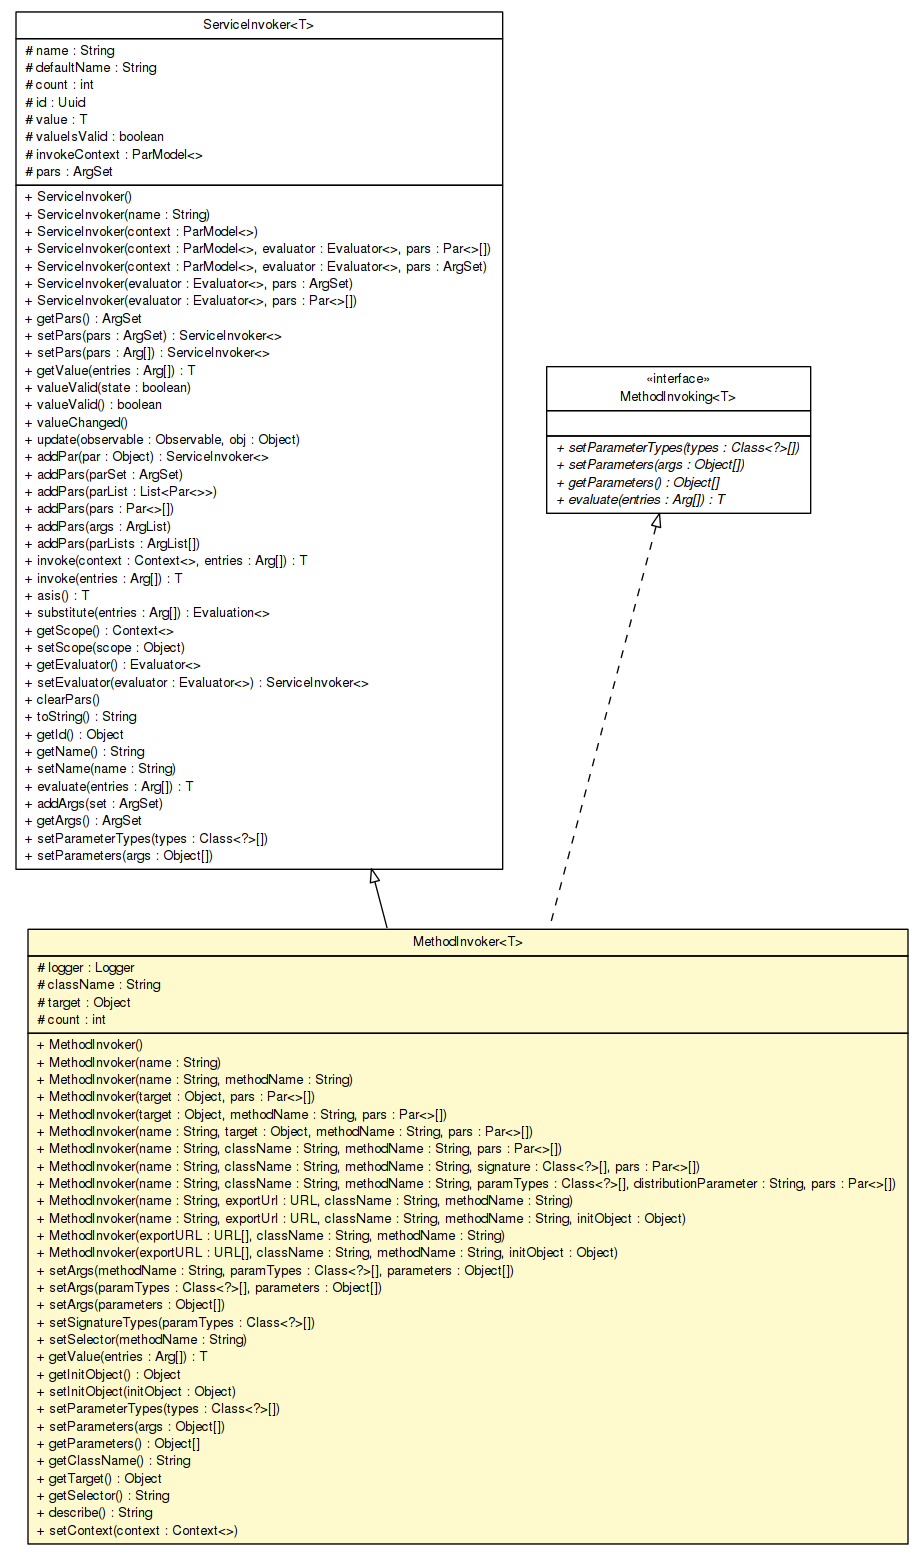 ServiceInvoker<T>
# name : String
# defaultName : String
# count : int
# id : Uuid
# value : T
# valueIsValid : boolean
# invokeContext : ParModel<>
# pars : ArgSet
+ ServiceInvoker()
+ ServiceInvoker(name : String)
+ ServiceInvoker(context : ParModel<>)
+ ServiceInvoker(context : ParModel<>, evaluator : Evaluator<>, pars : Par<>[])
+ ServiceInvoker(context : ParModel<>, evaluator : Evaluator<>, pars : ArgSet)
+ ServiceInvoker(evaluator : Evaluator<>, pars : ArgSet)
+ ServiceInvoker(evaluator : Evaluator<>, pars : Par<>[])
+ getPars() : ArgSet
+ setPars(pars : ArgSet) : ServiceInvoker<>
+ setPars(pars : Arg[]) : ServiceInvoker<>
+ getValue(entries : Arg[]) : T
+ valueValid(state : boolean)
+ valueValid() : boolean
+ valueChanged()
+ update(observable : Observable, obj : Object)
+ addPar(par : Object) : ServiceInvoker<>
+ addPars(parSet : ArgSet)
+ addPars(parList : List<Par<>>)
+ addPars(pars : Par<>[])
+ addPars(args : ArgList)
+ addPars(parLists : ArgList[])
+ invoke(context : Context<>, entries : Arg[]) : T
+ invoke(entries : Arg[]) : T
+ asis() : T
+ substitute(entries : Arg[]) : Evaluation<>
+ getScope() : Context<>
+ setScope(scope : Object)
+ getEvaluator() : Evaluator<>
+ setEvaluator(evaluator : Evaluator<>) : ServiceInvoker<>
+ clearPars()
+ toString() : String
+ getId() : Object
+ getName() : String
+ setName(name : String)
+ evaluate(entries : Arg[]) : T
+ addArgs(set : ArgSet)
+ getArgs() : ArgSet
+ setParameterTypes(types : Class<?>[])
+ setParameters(args : Object[])
«interface»
MethodInvoking<T>
+ setParameterTypes(types : Class<?>[])
+ setParameters(args : Object[])
+ getParameters() : Object[]
+ evaluate(entries : Arg[]) : T
MethodInvoker<T>
# logger : Logger
# className : String
# target : Object
# count : int
+ MethodInvoker()
+ MethodInvoker(name : String)
+ MethodInvoker(name : String, methodName : String)
+ MethodInvoker(target : Object, pars : Par<>[])
+ MethodInvoker(target : Object, methodName : String, pars : Par<>[])
+ MethodInvoker(name : String, target : Object, methodName : String, pars : Par<>[])
+ MethodInvoker(name : String, className : String, methodName : String, pars : Par<>[])
+ MethodInvoker(name : String, className : String, methodName : String, signature : Class<?>[], pars : Par<>[])
+ MethodInvoker(name : String, className : String, methodName : String, paramTypes : Class<?>[], distributionParameter : String, pars : Par<>[])
+ MethodInvoker(name : String, exportUrl : URL, className : String, methodName : String)
+ MethodInvoker(name : String, exportUrl : URL, className : String, methodName : String, initObject : Object)
+ MethodInvoker(exportURL : URL[], className : String, methodName : String)
+ MethodInvoker(exportURL : URL[], className : String, methodName : String, initObject : Object)
+ setArgs(methodName : String, paramTypes : Class<?>[], parameters : Object[])
+ setArgs(paramTypes : Class<?>[], parameters : Object[])
+ setArgs(parameters : Object[])
+ setSignatureTypes(paramTypes : Class<?>[])
+ setSelector(methodName : String)
+ getValue(entries : Arg[]) : T
+ getInitObject() : Object
+ setInitObject(initObject : Object)
+ setParameterTypes(types : Class<?>[])
+ setParameters(args : Object[])
+ getParameters() : Object[]
+ getClassName() : String
+ getTarget() : Object
+ getSelector() : String
+ describe() : String
+ setContext(context : Context<>)